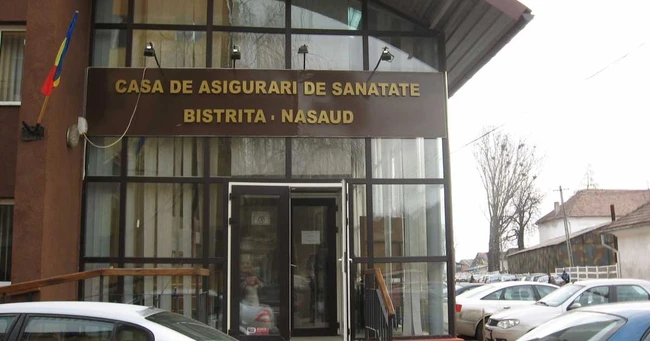 CASA DE ASIGURARI DE SANATATE
BISTRITA - NASAUD